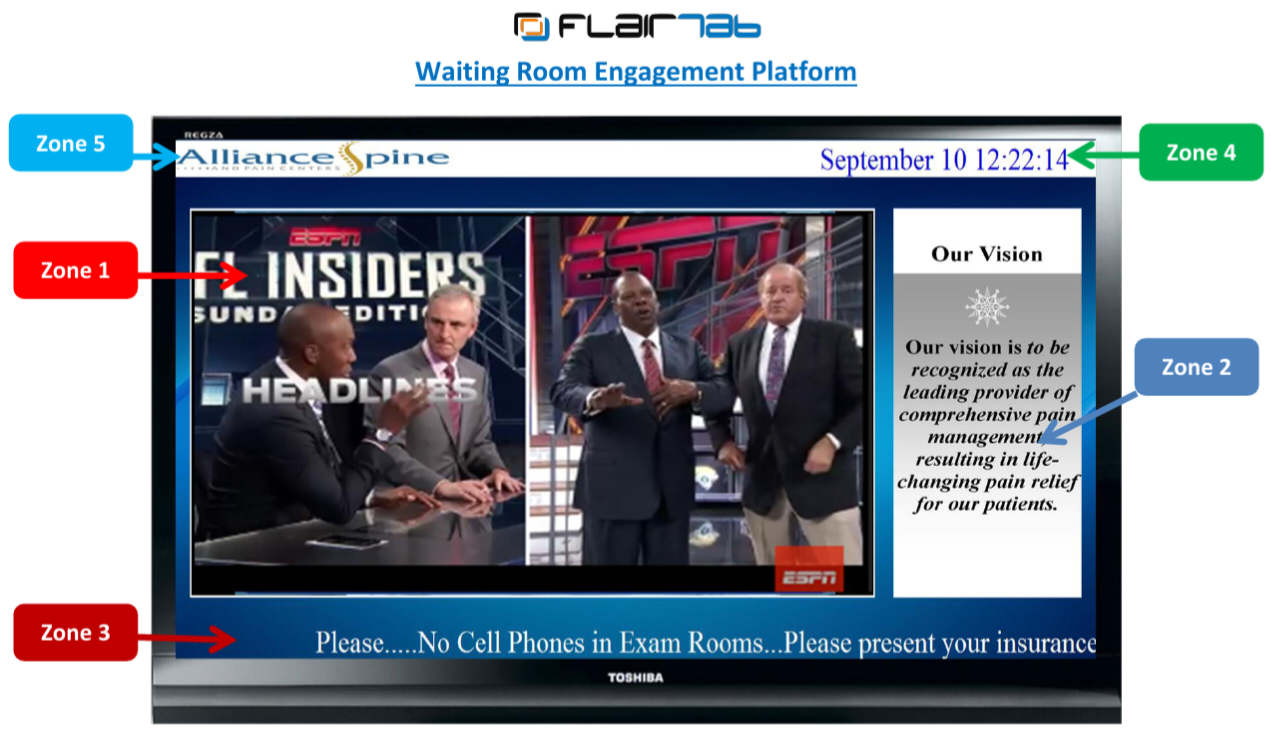 FLairTab
Waiting Room Engagement Platform
Zone 5
REGZA
Alliance Spine
AND PAIN CENTERS
September 10 12:22:14
Zone 4
Zone 1
ESPN
FL INSIDERS
SUNDAY EDITI
HEADLINES
ESPN
ESPN
Our Vision
Our vision is to be
recognized as the
leading provider of
comprehensive pain
management
resulting in life-
changing pain relief
for our patients.
Zone 2
Zone 3
Please.....No Cell Phones in Exam Rooms...Please present your insurance
TOSHIBA